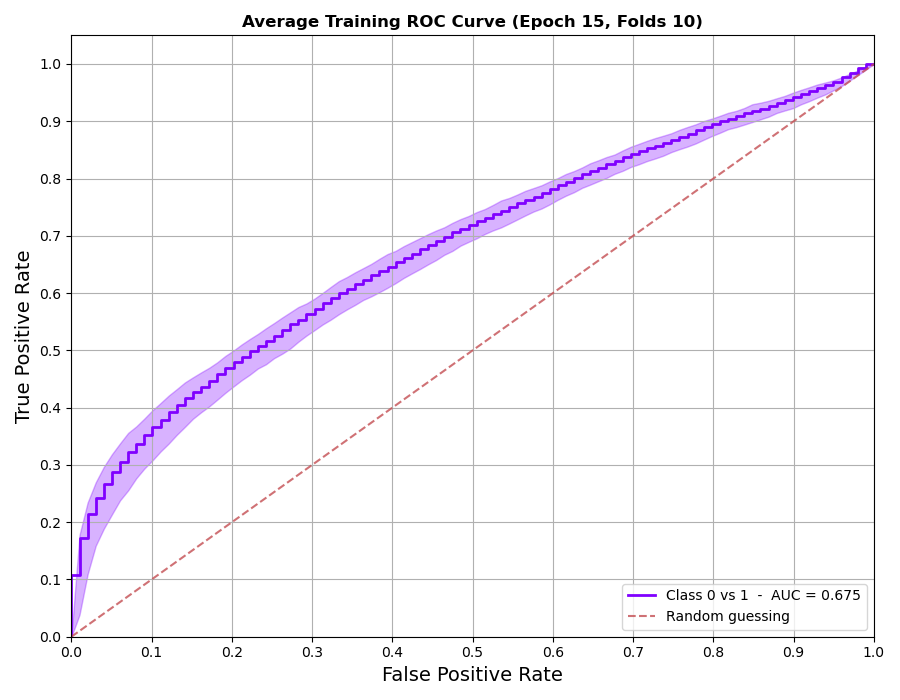 Average Training ROC Curve (Epoch 15, Folds 10)
True Positive Rate
1.0
0.9
0.8
0.7
0.6
0.5
0.4
0.3
0.2
0.1
0.0
Class 0 vs 1 - AUC = 0.675
Random guessing
0.0 0.1 0.2 0.3 0.4 0.5 0.6 0.7 0.8 0.9 1.0
False Positive Rate